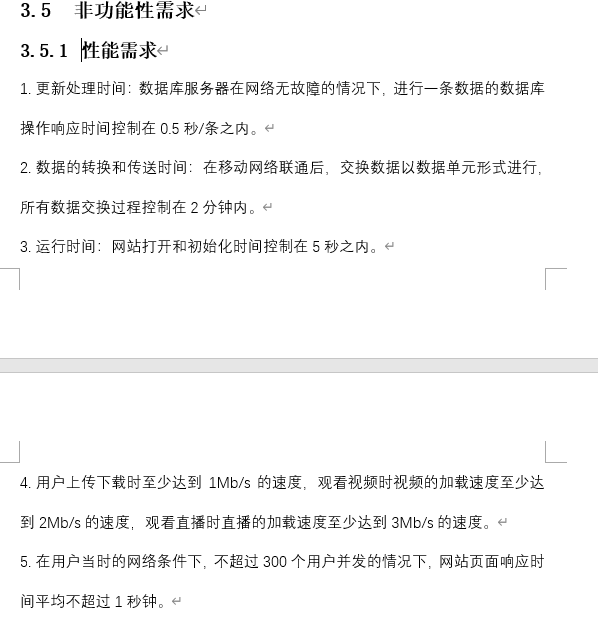 3.5 非功能性需求
3.5.1 性能需求
1. 更新处理时间：数据库服务器在网络无故障的情况下，进行一条数据的数据库
操作响应时间控制在 0.5 秒/条之内。
2. 数据的转换和传送时间：在移动网络联通后，交换数据以数据单元形式进行，
所有数据交换过程控制在 2 分钟内。
3. 运行时间：网站打开和初始化时间控制在 5 秒之内。
4. 用户上传下载时至少达到 1Mb/s 的速度，观看视频时视频的加载速度至少达
到 2Mb/s 的速度，观看直播时直播的加载速度至少达到 3Mb/s 的速度。
5. 在用户当时的网络条件下，不超过 300 个用户并发的情况下，网站页面响应时
间平均不超过 1 秒钟。